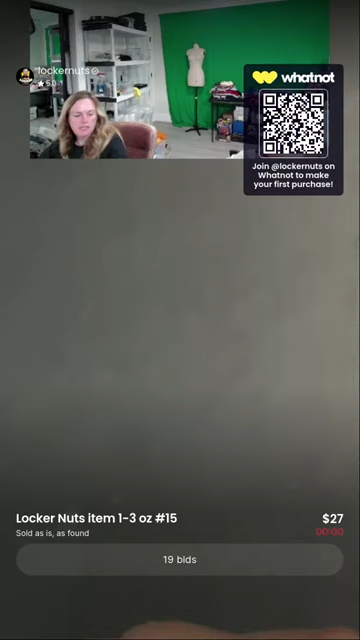 lockernuts
5.0
whatnot
Join @lockernuts on
Whatnot to make
your first purchase!
Locker Nuts item 1-3 oz #15
$27
Sold as is, as found
00:00
19 bids